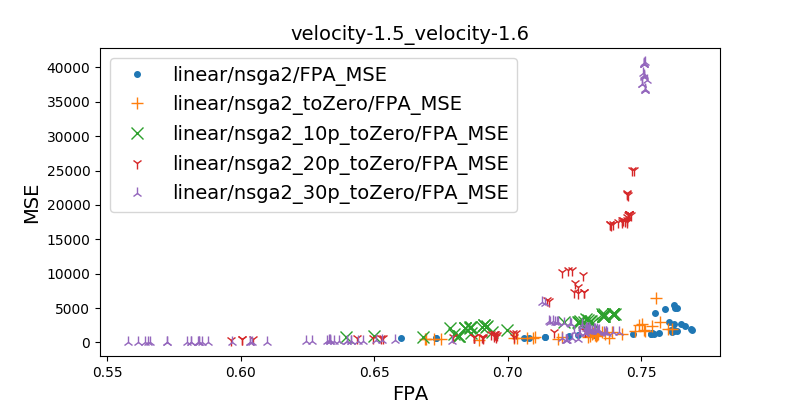 velocity-1.5_velocity-1.6
MSE
40000
35000
30000
25000
20000
15000
10000
5000
0
linear/nsga2/FPA_MSE
linear/nsga2_toZero/FPA_MSE
linear/nsga2_10p_toZero/FPA_MSE
linear/nsga2_20p_toZero/FPA_MSE
linear/nsga2_30p_toZero/FPA_MSE
0.55 0.60 0.65 0.70 0.75
FPA